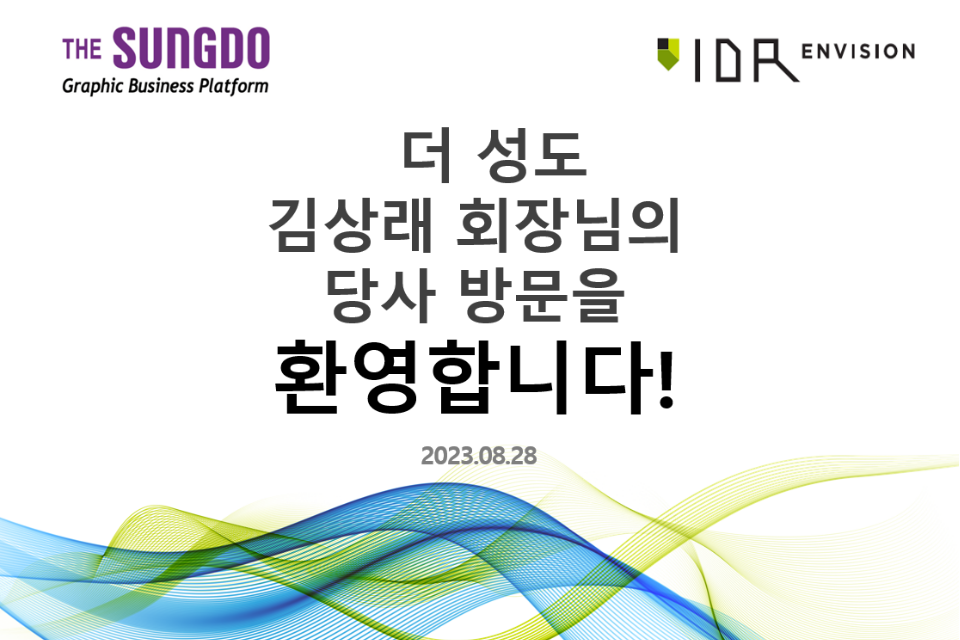 THE SUNGDO
Graphic Business Platform
IDR ENVISION
더 성도
김상래 회장님의
당사 방문을
환영합니다!
2023.08.28